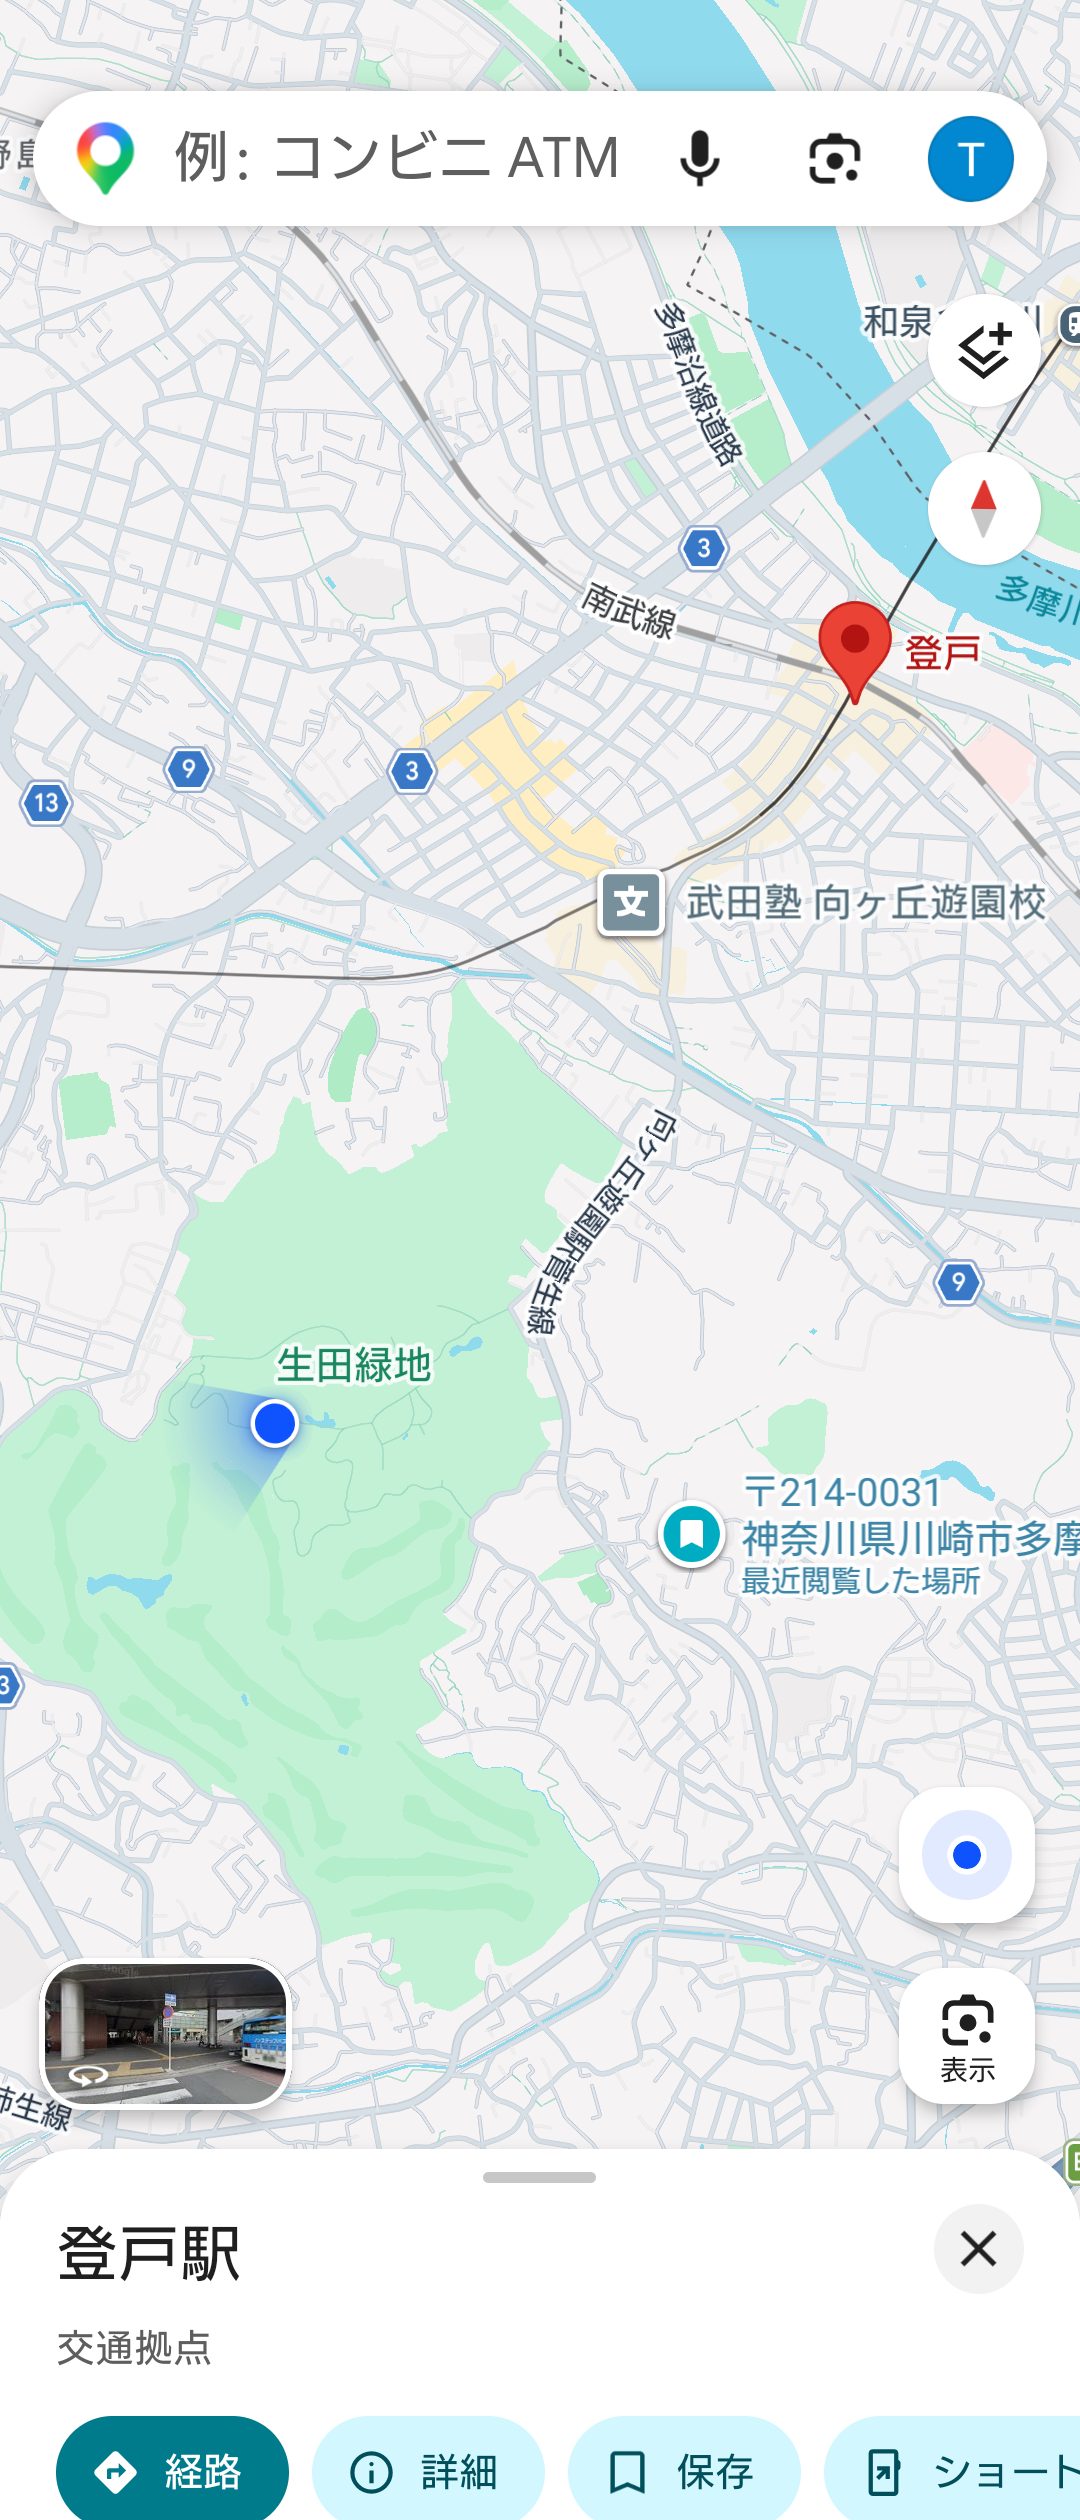 例: コンビニ ATM
T
多摩沿線道路
和泉
3
南武線
多摩川
登戸
9
3
13
文
武田塾 向ヶ丘遊園校
向ヶ丘遊園駅菅生線
9
生田緑地
〒214-0031
神奈川県川崎市多摩
最近閲覧した場所
3
表示
登戸駅
交通拠点
経路
詳細
保存
ショート